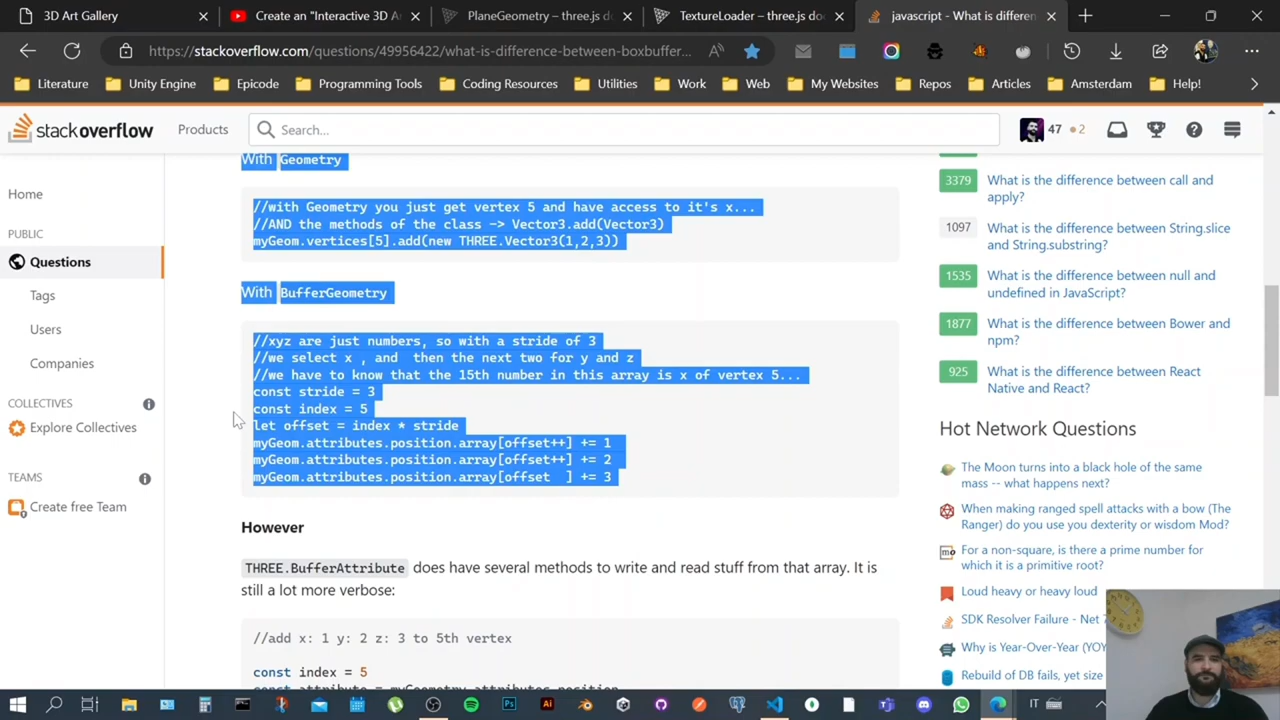 3D Art Gallery
Create an "Interactive 3D Ar
PlaneGeometry – three.js do
TextureLoader – three.js doc
javascript - What is differen
https://stackoverflow.com/questions/49956422/what-is-difference-between-boxbuffer...
Literature
Unity Engine
Epicode
Programming Tools
Coding Resources
Utilities
Work
Web
My Websites
Repos
Articles
Amsterdam
Help!
stackoverflow
Products
Search...
47
2
Home
PUBLIC
Questions
Tags
Users
Companies
COLLECTIVES
Explore Collectives
TEAMS
Create free Team
With Geometry
//with Geometry you just get vertex 5 and have access to it's x...
//AND the methods of the class -> Vector3.add(Vector3)
myGeom.vertices[5].add(new THREE.Vector3(1,2,3))
With BufferGeometry
//xyz are just numbers, so with a stride of 3
//we select x , and  then the next two for y and z
//we have to know that the 15th number in this array is x of vertex 5...
const stride = 3
const index = 5
let offset = index * stride
myGeom.attributes.position.array[offset++] += 1
myGeom.attributes.position.array[offset++] += 2
myGeom.attributes.position.array[offset  ] += 3
However
THREE.BufferAttribute does have several methods to write and read stuff from that array. It is
still a lot more verbose:
//add x: 1 y: 2 z: 3 to 5th vertex
const index = 5
const attribute = myGeometry.attributes.position
3379
What is the difference between call and
apply?
1097
What is the difference between String.slice
and String.substring?
1535
What is the difference between null and
undefined in JavaScript?
1877
What is the difference between Bower and
npm?
925
What is the difference between React
Native and React?
Hot Network Questions
The Moon turns into a black hole of the same
mass -- what happens next?
When making ranged spell attacks with a bow (The
Ranger) do you use you dexterity or wisdom Mod?
For a non-square, is there a prime number for
which it is a primitive root?
Loud heavy or heavy loud
SDK Resolver Failure - Net 7
Why is Year-Over-Year (YOY
Rebuild of DB fails, yet size
IT